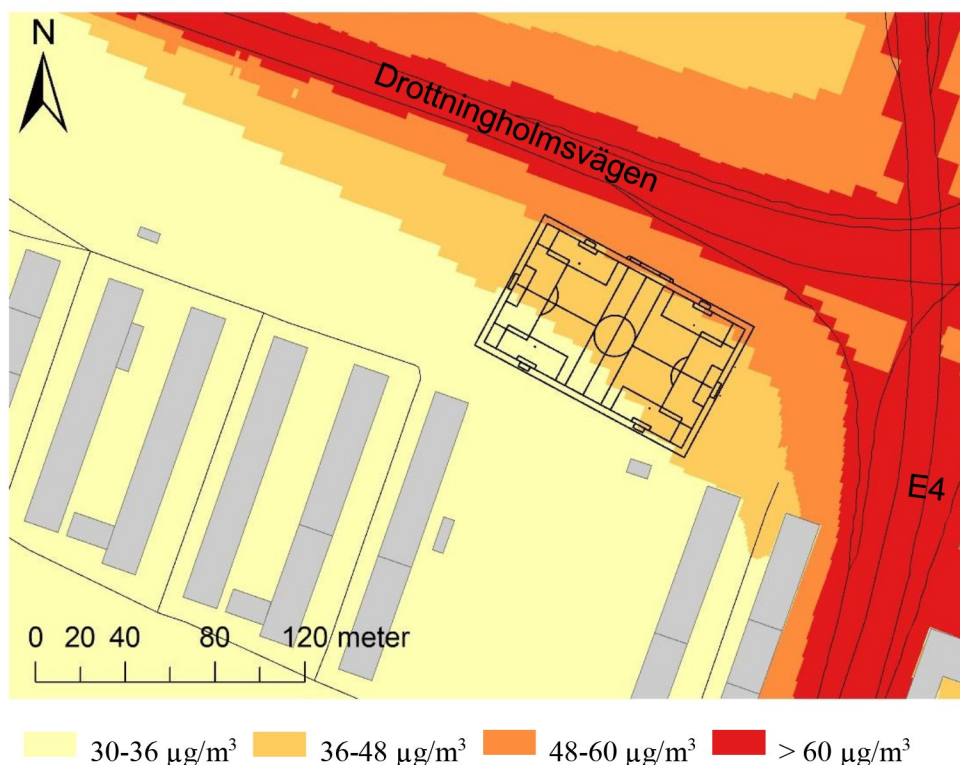 N
Drottningholmsvägen
E4
0 20 40 80 120 meter
30-36 µg/m³ 36-48 µg/m³ 48-60 µg/m³ > 60 µg/m³